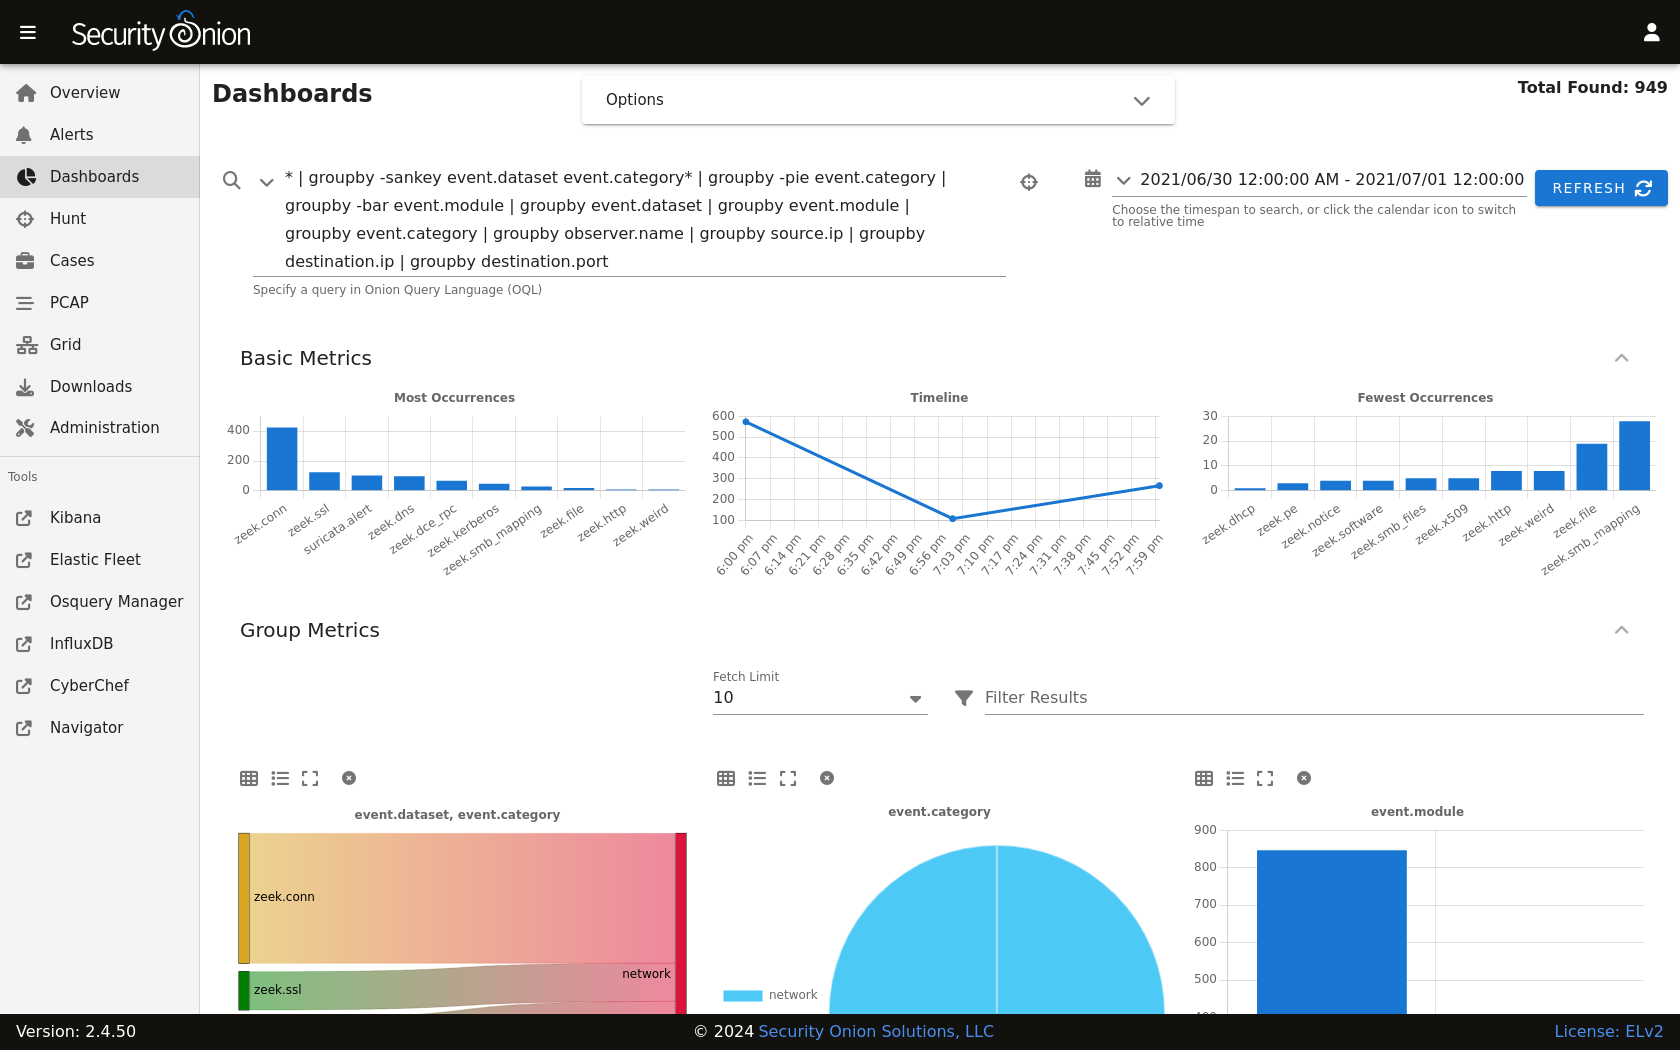 Security Onion
Overview
Alerts
Dashboards
Hunt
Cases
PCAP
Grid
Downloads
Administration
Tools
Kibana
Elastic Fleet
Osquery Manager
InfluxDB
CyberChef
Navigator
Dashboards
Options
Total Found: 949
* | groupby -sankey event.dataset event.category* | groupby -pie event.category |
groupby -bar event.module | groupby event.dataset | groupby event.module |
groupby event.category | groupby observer.name | groupby source.ip | groupby
destination.ip | groupby destination.port
Specify a query in Onion Query Language (OQL)
2021/06/30 12:00:00 AM - 2021/07/01 12:00:00
Choose the timespan to search, or click the calendar icon to switch
to relative time
REFRESH
Basic Metrics
Most Occurrences
400
200
0
zeek.conn
zeek.ssl
suricata.alert
zeek.dns
zeek.dce_rpc
zeek.kerberos
zeek.smb_mapping
zeek.file
zeek.http
zeek.weird
Timeline
600
500
400
300
200
100
6:00 pm
6:07 pm
6:14 pm
6:21 pm
6:28 pm
6:35 pm
6:42 pm
6:49 pm
6:56 pm
7:03 pm
7:10 pm
7:17 pm
7:24 pm
7:31 pm
7:38 pm
7:45 pm
7:52 pm
7:59 pm
Fewest Occurrences
30
20
10
0
zeek.dhcp
zeek.pe
zeek.notice
zeek.software
zeek.smb_files
zeek.x509
zeek.http
zeek.weird
zeek.file
zeek.smb_mapping
Group Metrics
Fetch Limit
10
Filter Results
event.dataset, event.category
zeek.conn
network
zeek.ssl
event.category
network
event.module
900
800
700
600
500
400
Version: 2.4.50
© 2024 Security Onion Solutions, LLC
License: ELv2